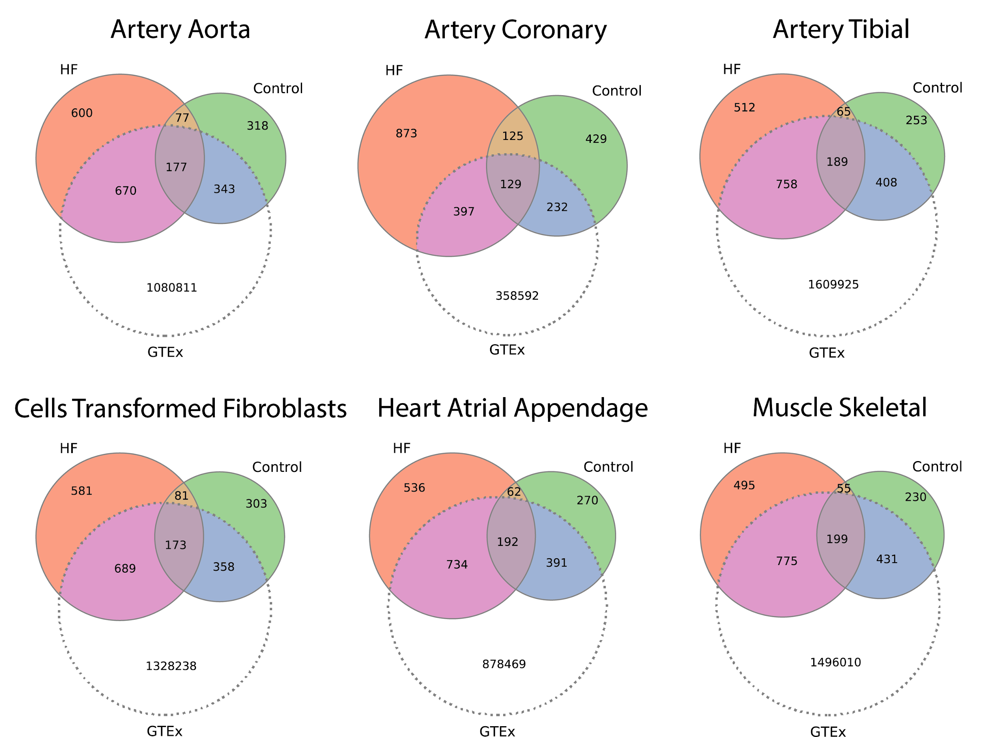 Artery Aorta
HF
Control
600
77
318
177
670
343
1080811
GTEx
Artery Coronary
HF
Control
873
125
429
129
397
232
358592
GTEx
Artery Tibial
HF
Control
512
65
253
189
758
408
1609925
GTEx
Cells Transformed Fibroblasts
HF
Control
581
81
303
173
689
358
1328238
GTEx
Heart Atrial Appendage
HF
Control
536
62
270
192
734
391
878469
GTEx
Muscle Skeletal
HF
Control
495
55
230
199
775
431
1496010
GTEx